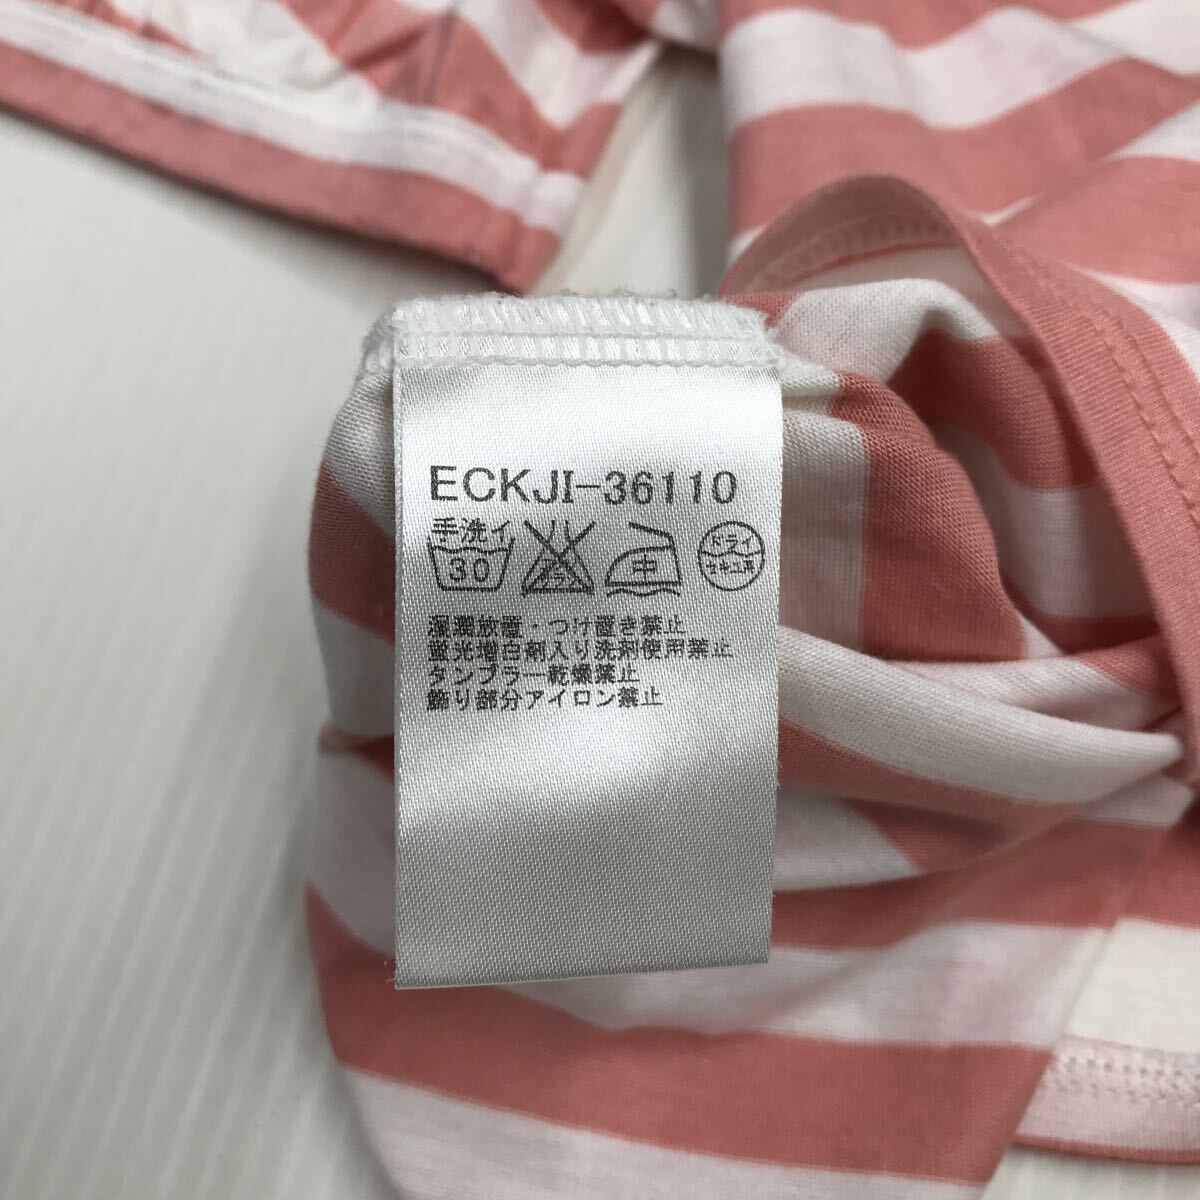 ECKJI-36110
手洗イ
30 中 ドライ
湿潤放置・つけ置き禁止
蛍光増白剤入り洗剤使用禁止
タンブラー乾燥禁止
飾り部分アイロン禁止